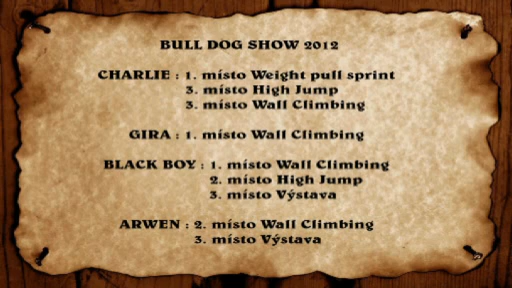 BULL DOG SHOW 2012
CHARLIE : 1. místo Weight pull sprint
3. místo High Jump
3. místo Wall Climbing
GIRA : 1. místo Wall Climbing
BLACK BOY : 1. místo Wall Climbing
2. místo High Jump
3. místo Výstava
ARWEN : 2. místo Wall Climbing
3. místo Výstava